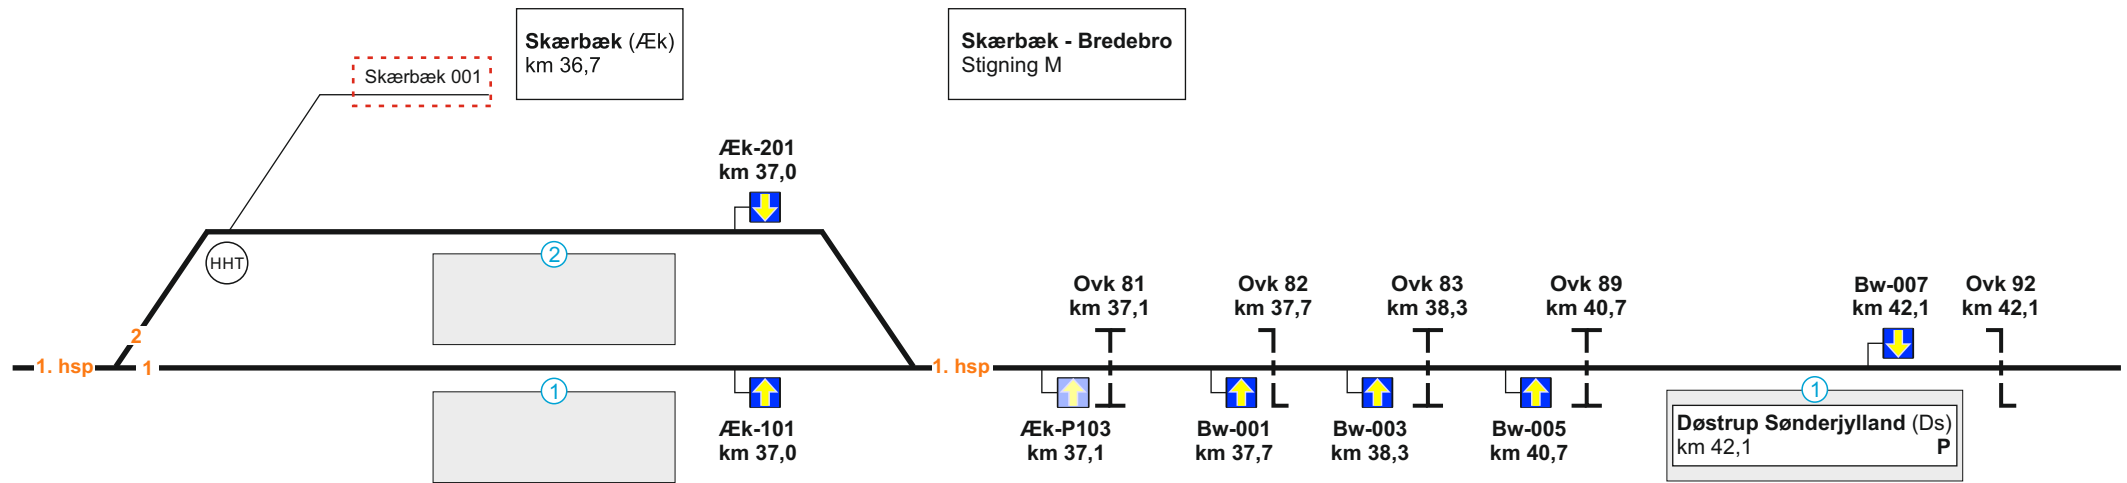 Skærbæk 001
Skærbæk (Æk)
km 36,7
Skærbæk - Bredebro
Stigning M
Æk-201
km 37,0
HHT
2
2
1. hsp
1
1
Æk-101
km 37,0
1. hsp
Ovk 81
km 37,1
Ovk 82
km 37,7
Ovk 83
km 38,3
Ovk 89
km 40,7
Bw-007
km 42,1
Ovk 92
km 42,1
Æk-P103
km 37,1
Bw-001
km 37,7
Bw-003
km 38,3
Bw-005
km 40,7
1
Døstrup Sønderjylland (Ds)
km 42,1 P